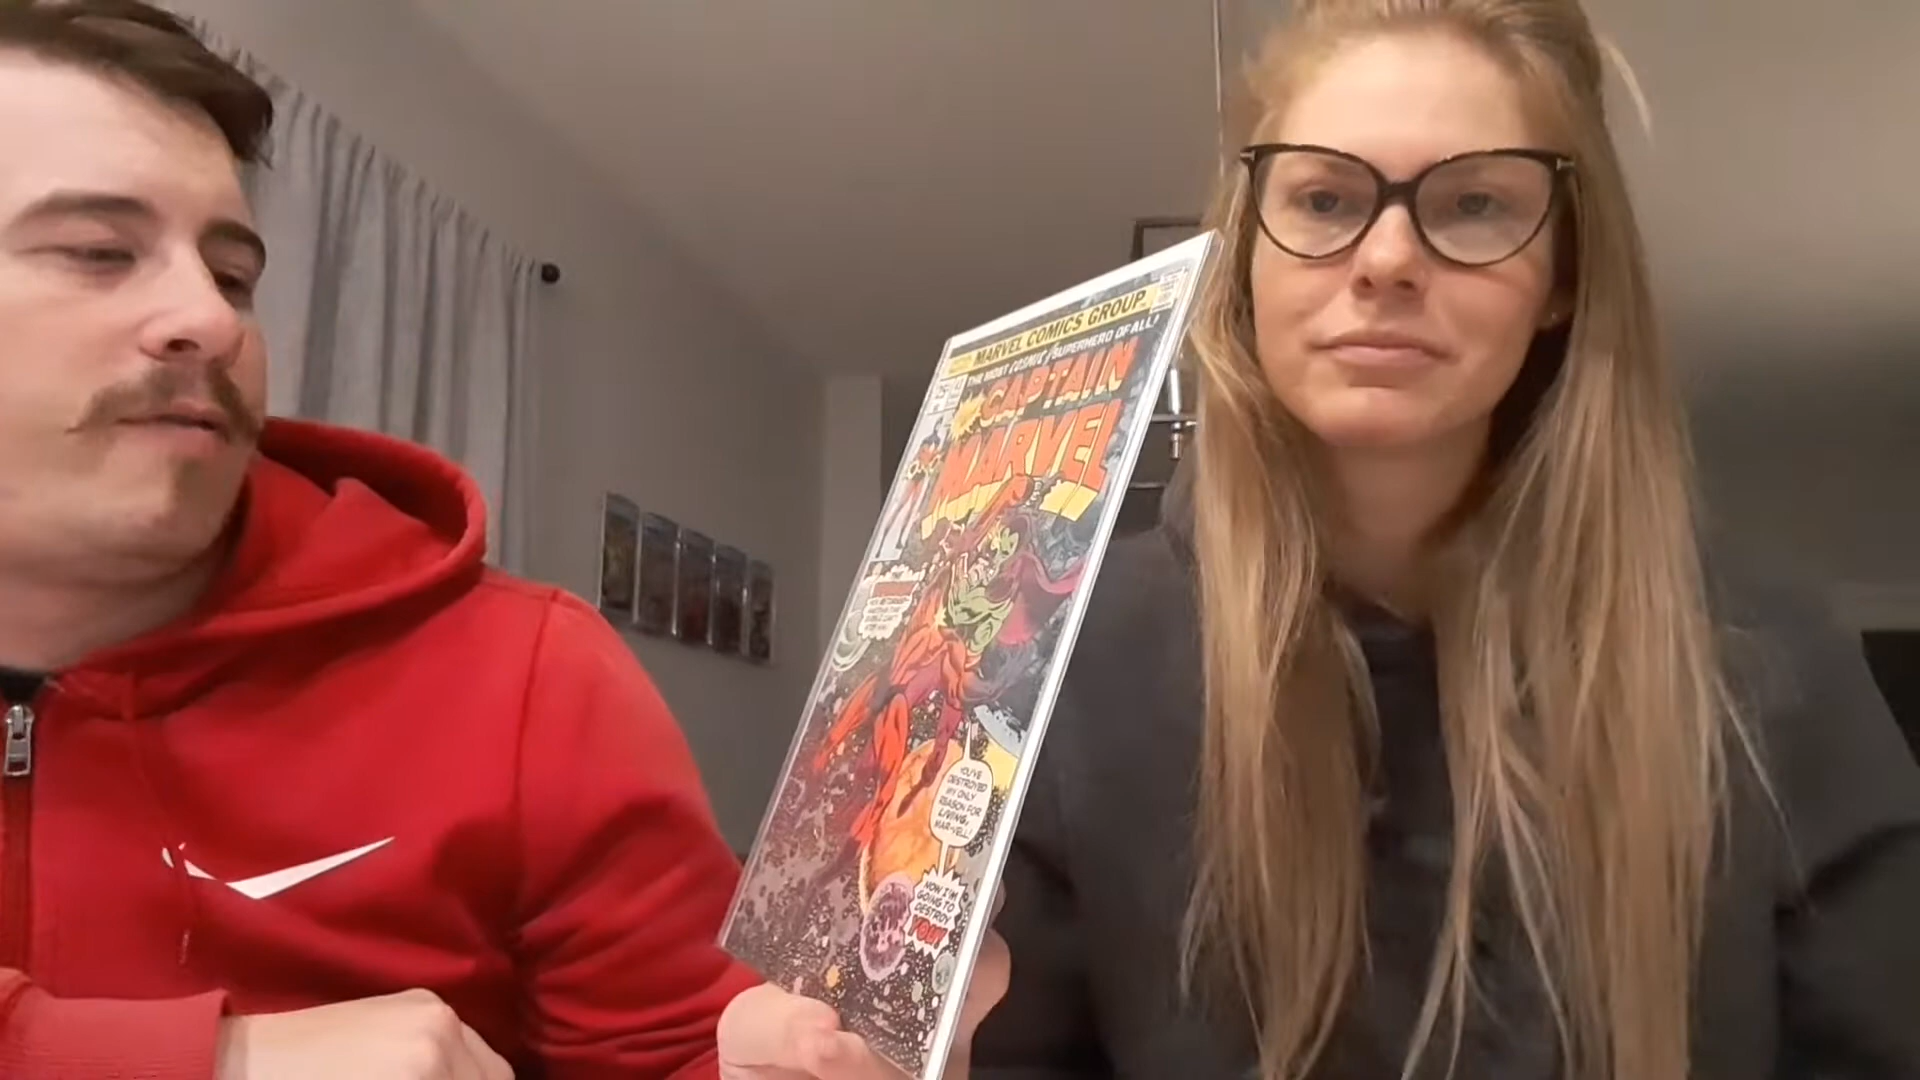 MARVEL COMICS GROUP
THE MOST COSMIC SUPERHERO OF ALL!
CAPTAIN
MARVEL
YOU'VE
DESTROYED
MY ONLY
REASON FOR
LIVING,
MAR-VELL!
NOW I'M
GOING TO
DESTROY
YOU!